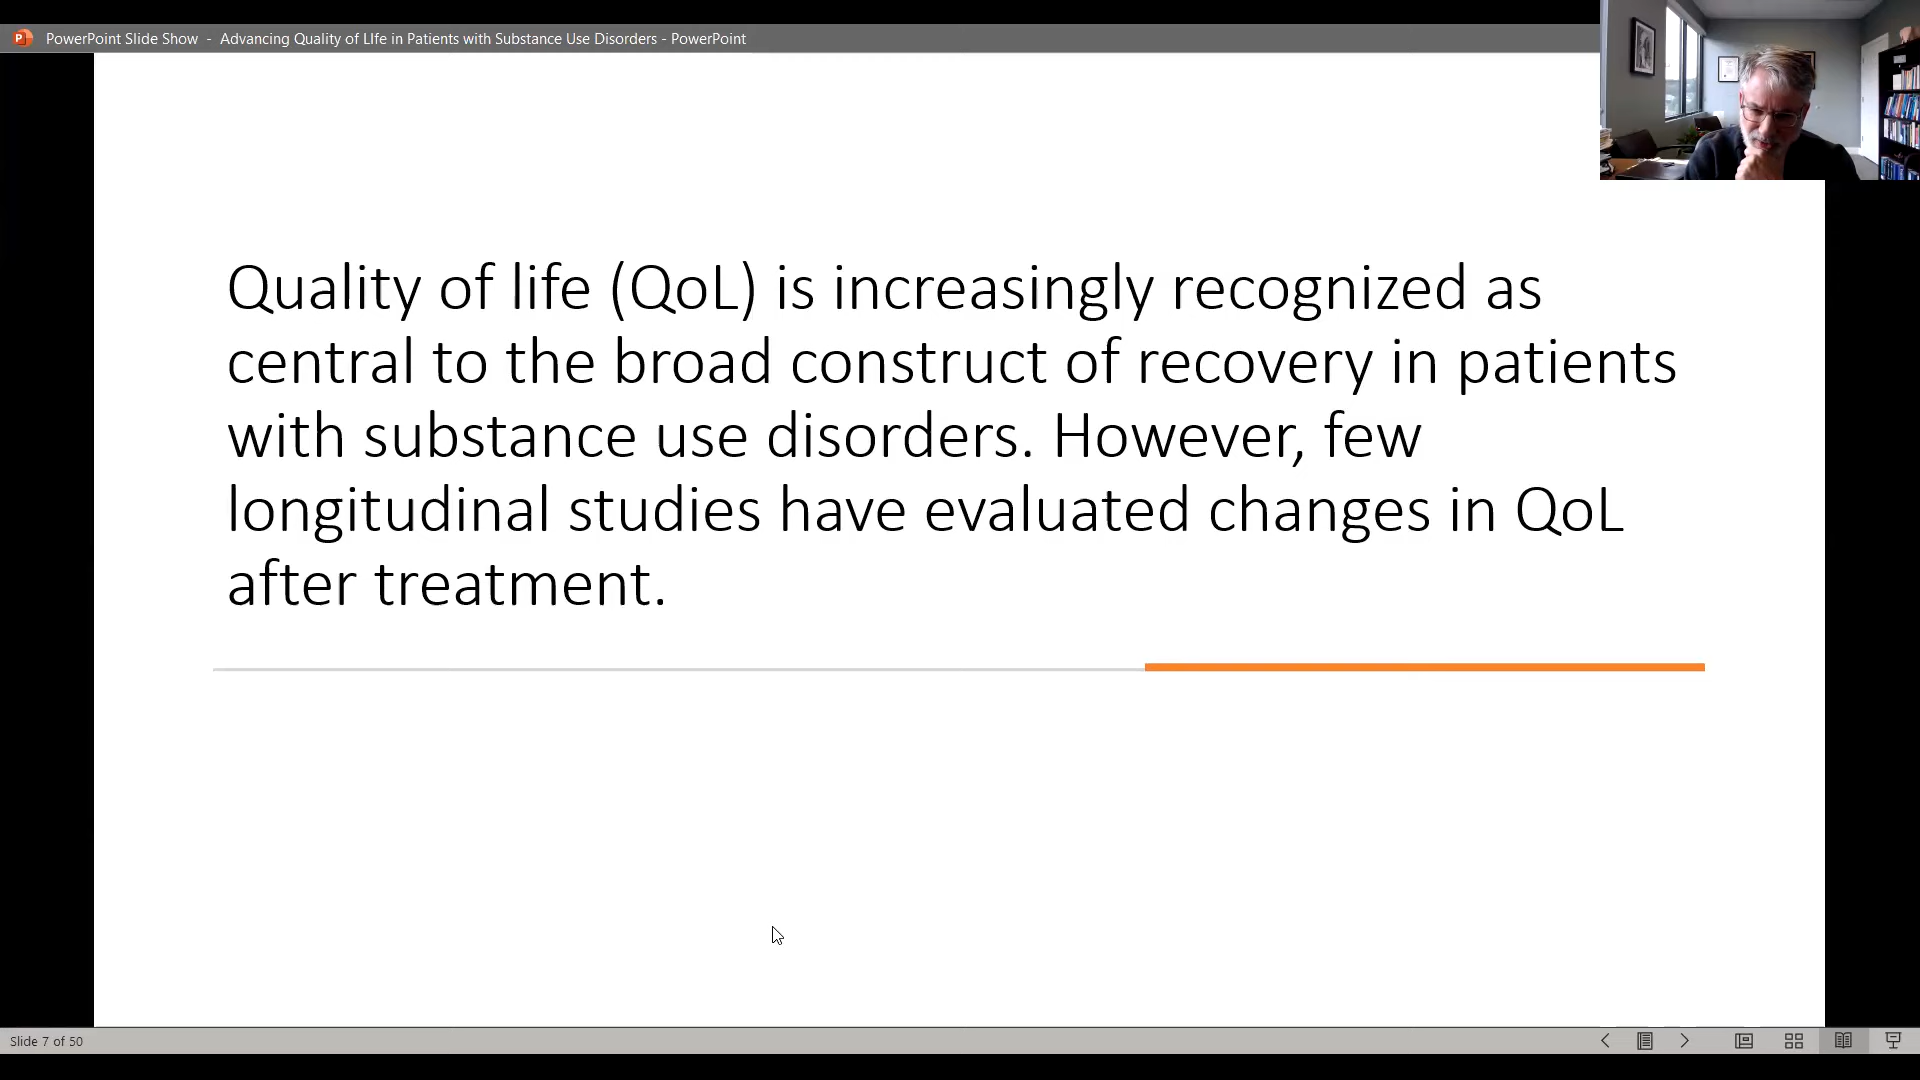 PowerPoint Slide Show - Advancing Quality of LIfe in Patients with Substance Use Disorders - PowerPoint
Quality of life (QoL) is increasingly recognized as
central to the broad construct of recovery in patients
with substance use disorders. However, few
longitudinal studies have evaluated changes in QoL
after treatment.
Slide 7 of 50